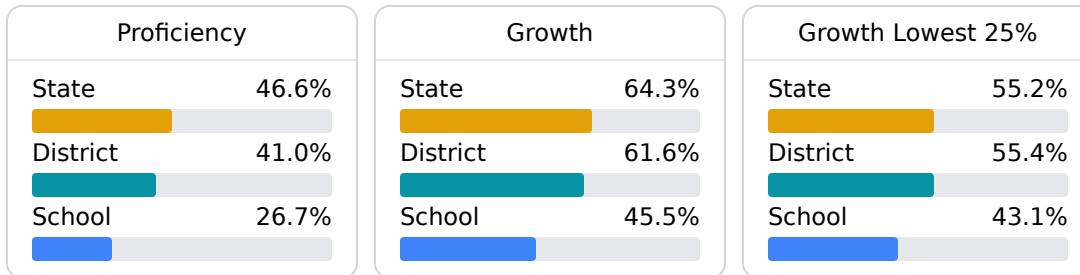 Proficiency
State 46.6%
District 41.0%
School 26.7%
Growth
State 64.3%
District 61.6%
School 45.5%
Growth Lowest 25%
State 55.2%
District 55.4%
School 43.1%